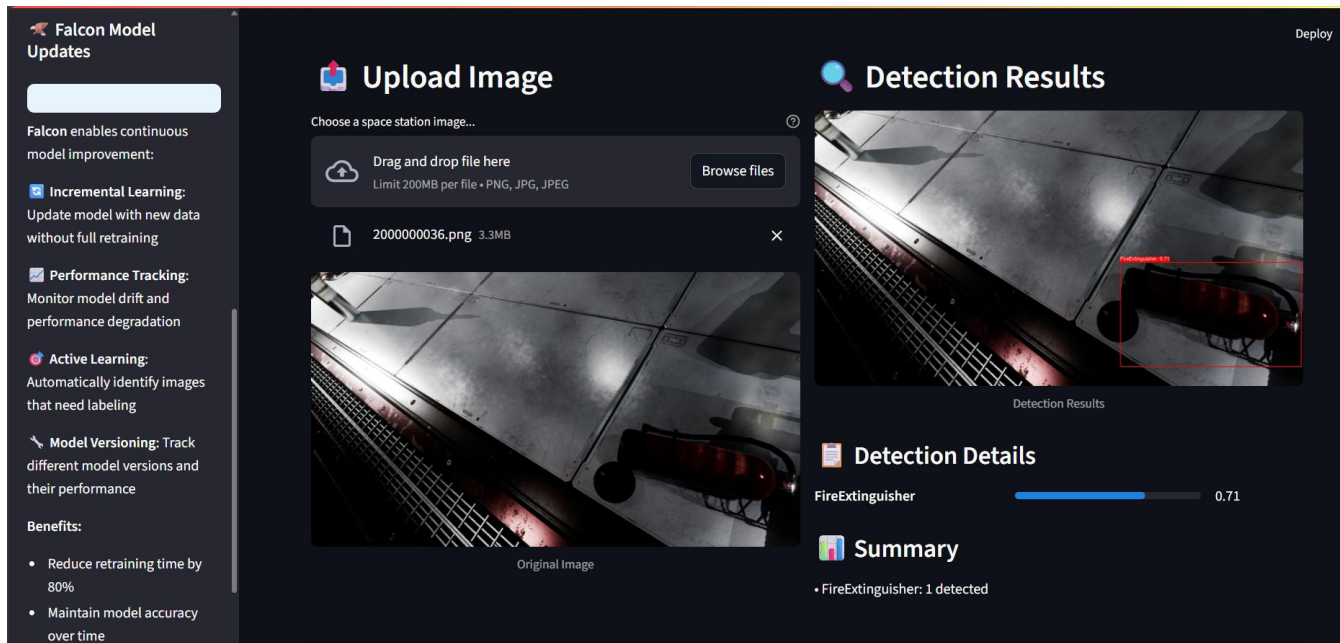 Falcon Model
Updates
Falcon enables continuous
model improvement:
Incremental Learning:
Update model with new data
without full retraining
Performance Tracking:
Monitor model drift and
performance degradation
Active Learning:
Automatically identify images
that need labeling
Model Versioning: Track
different model versions and
their performance
Benefits:
• Reduce retraining time by
80%
• Maintain model accuracy
over time
Deploy
Upload Image
Choose a space station image...
Drag and drop file here
Limit 200MB per file • PNG, JPG, JPEG
Browse files
2000000036.png 3.3MB
Original Image
Detection Results
FireExtinguisher: 0.71
Detection Results
Detection Details
FireExtinguisher 0.71
Summary
• FireExtinguisher: 1 detected